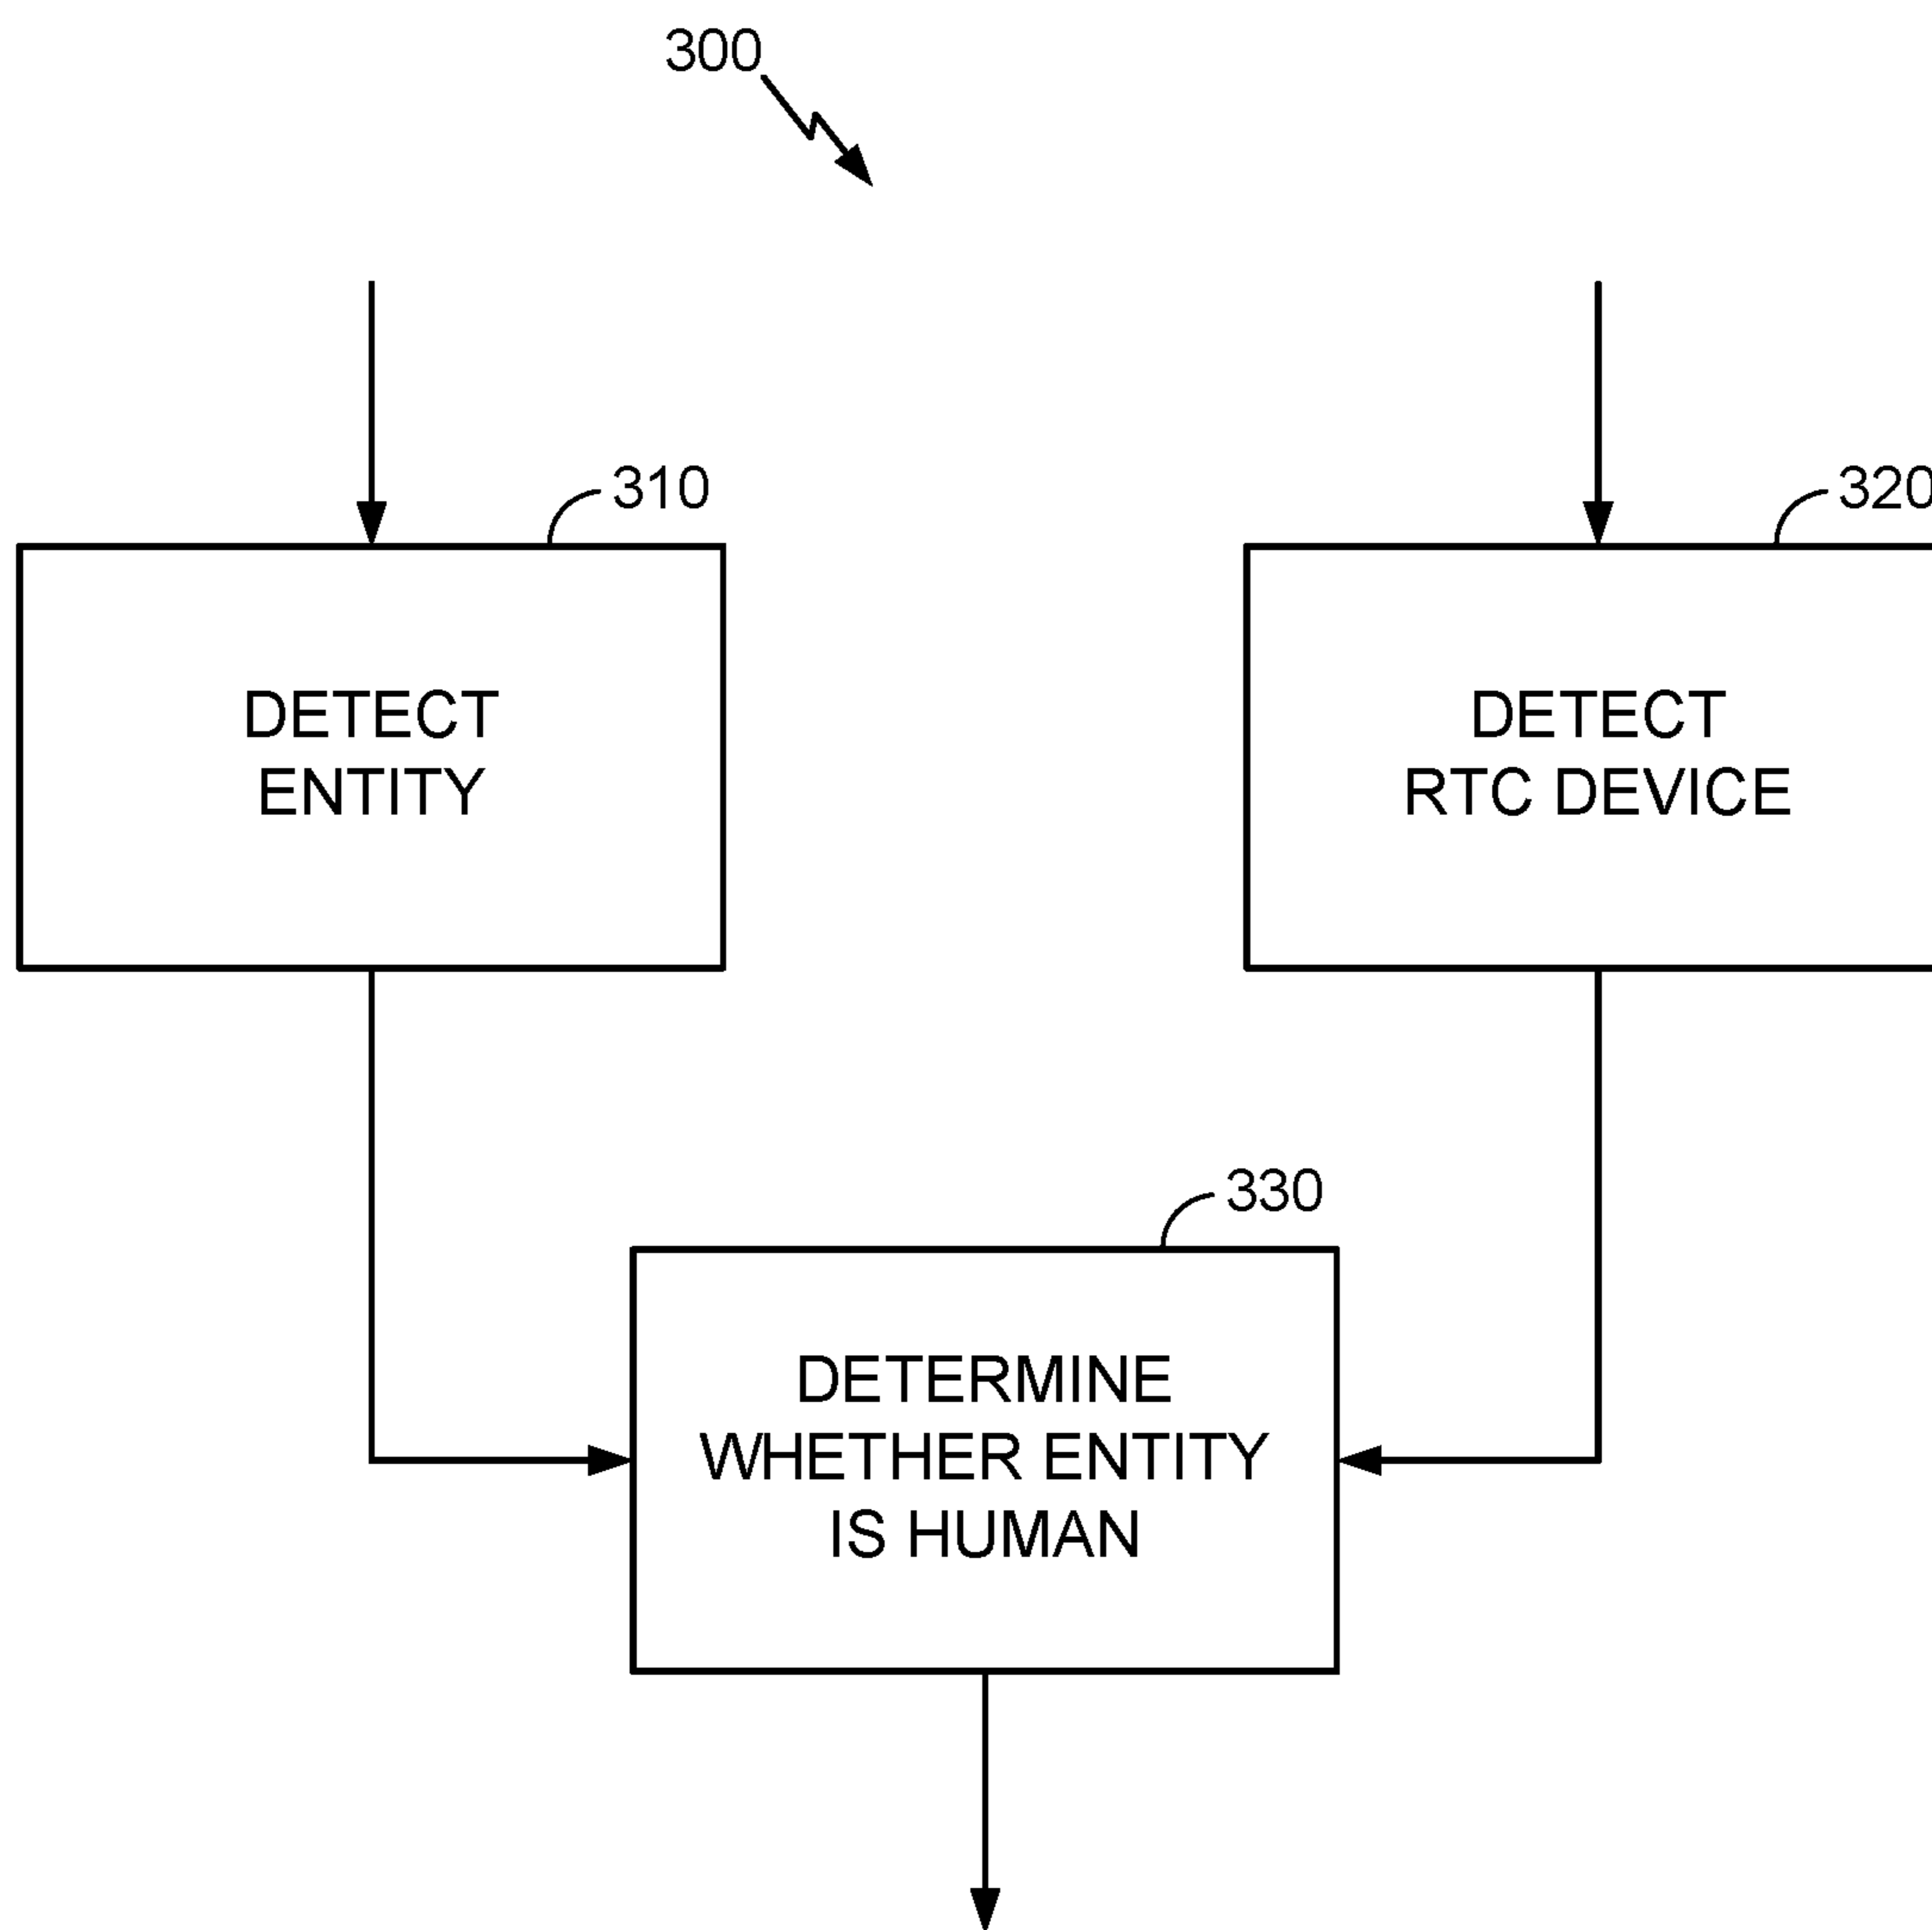 300
310
320
DETECT
ENTITY
DETECT
RTC DEVICE
330
DETERMINE
WHETHER ENTITY
IS HUMAN